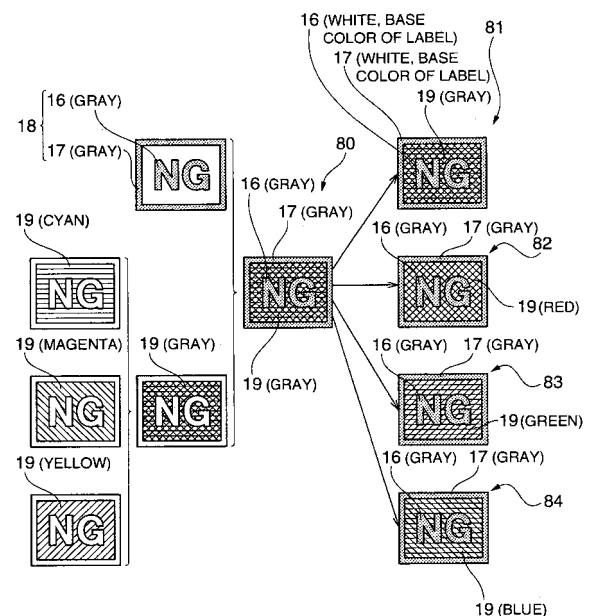 16 (WHITE, BASE
COLOR OF LABEL)
17 (WHITE, BASE
COLOR OF LABEL)
19 (GRAY)
81
NG
18
16 (GRAY)
17 (GRAY)
NG
80
16 (GRAY)
17 (GRAY)
NG
19 (GRAY)
16 (GRAY)
17 (GRAY)
82
NG
19 (RED)
19 (CYAN)
NG
19 (MAGENTA)
NG
19 (GRAY)
NG
19 (YELLOW)
NG
16 (GRAY)
17 (GRAY)
83
NG
19 (GREEN)
16 (GRAY)
17 (GRAY)
84
NG
19 (BLUE)